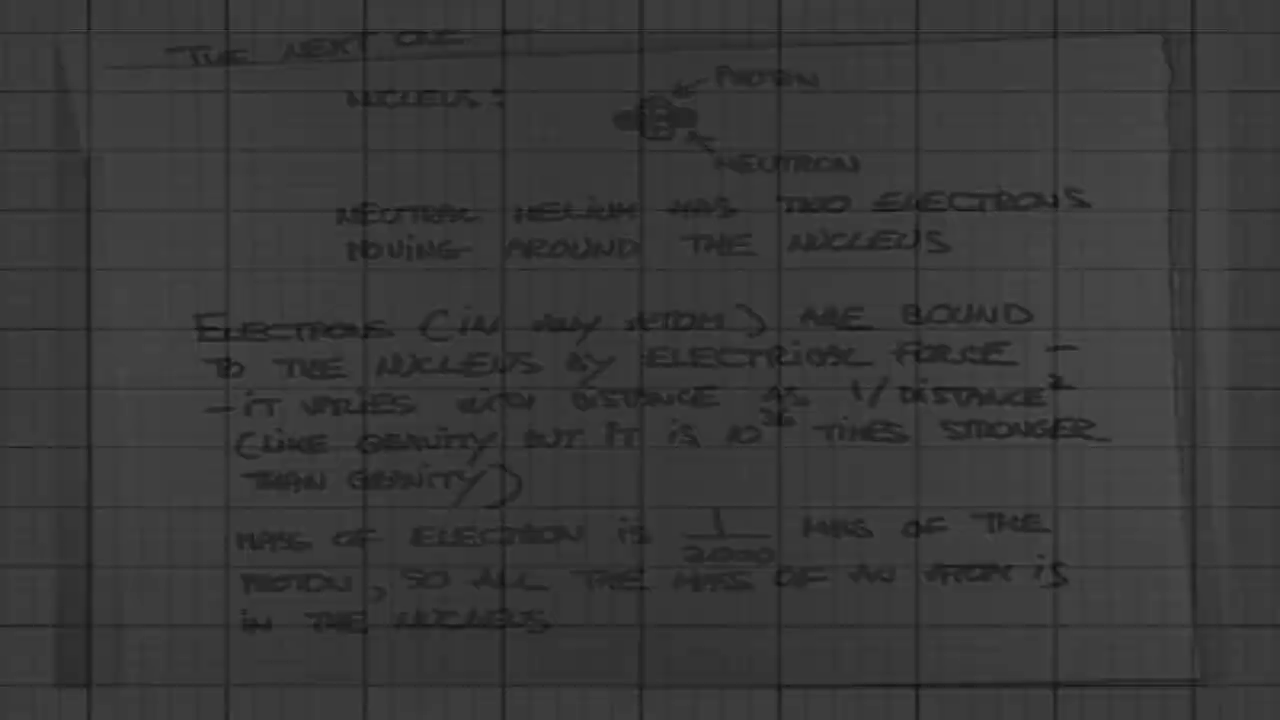 THE NEXT ONE -
NUCLEUS:
PROTON
NEUTRON
NEUTRAL HELIUM HAS TWO ELECTRONS
MOVING AROUND THE NUCLEUS
ELECTRONS (IN ANY ATOM) ARE BOUND
TO THE NUCLEUS BY ELECTRICAL FORCE -
- IT VARIES WITH DISTANCE AS 1/DISTANCE²
(LIKE GRAVITY BUT IT IS 10³⁶ TIMES STRONGER
THAN GRAVITY)
MASS OF ELECTRON IS 1/2000 MASS OF THE
PROTON, SO ALL THE MASS OF AN ATOM IS
IN THE NUCLEUS